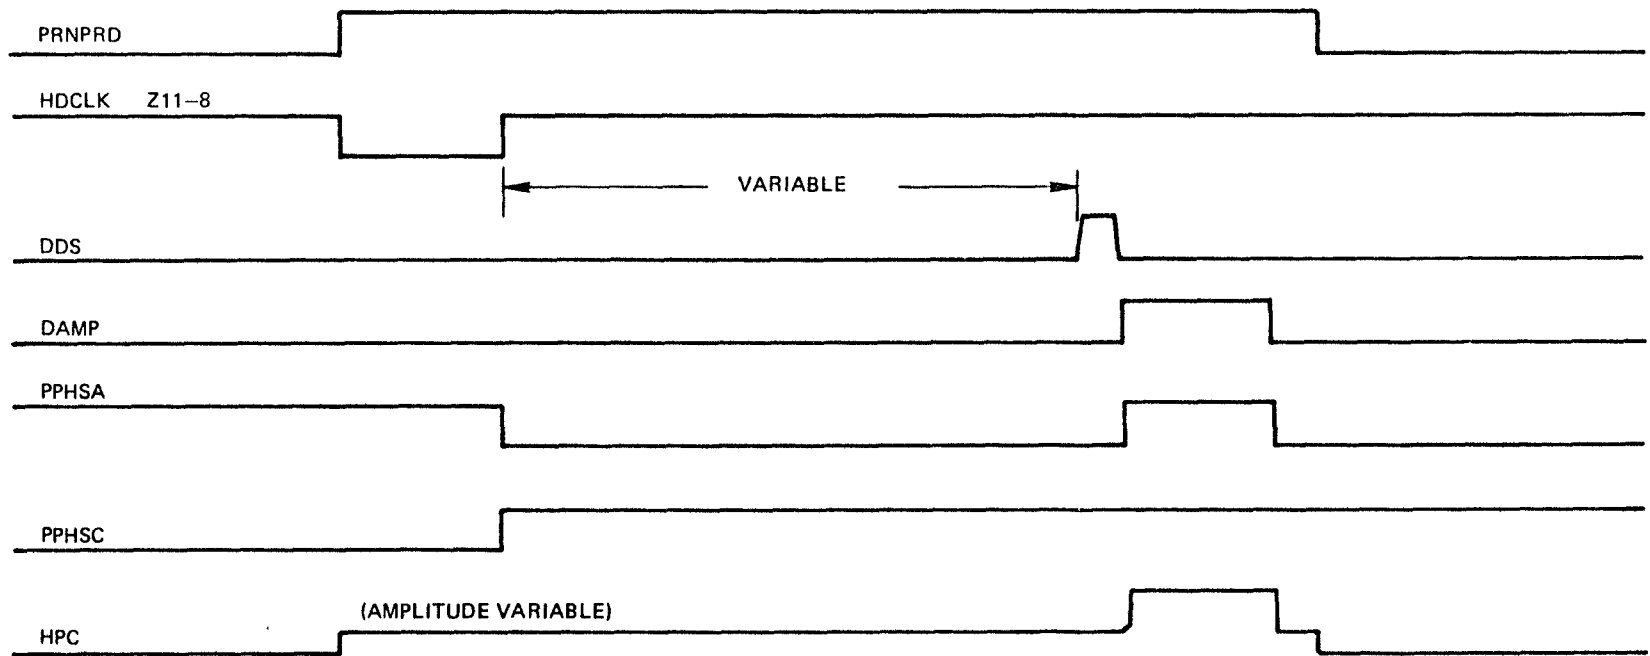 PRNPRD
HDCLK Z11-8
VARIABLE
DDS
DAMP
PPHSA
PPHSC
(AMPLITUDE VARIABLE)
HPC